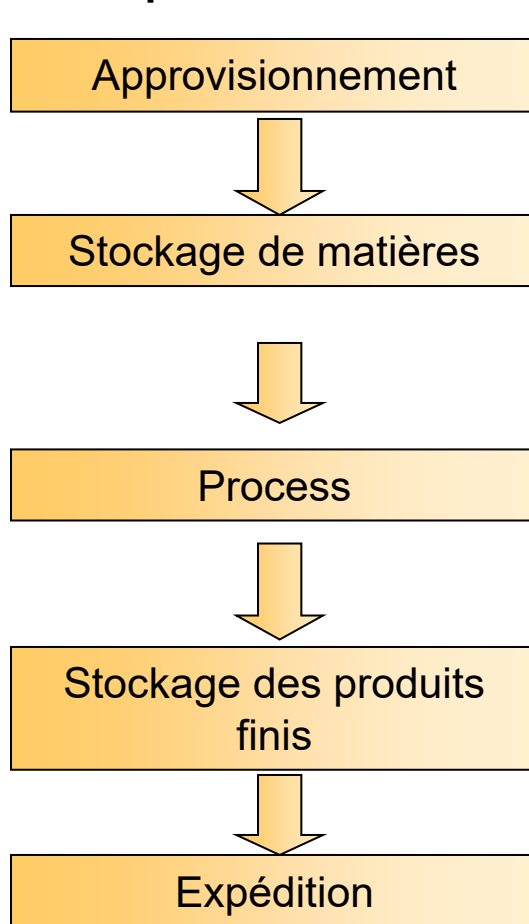 Approvisionnement
Stockage de matières
Process
Stockage des produits
finis
Expédition